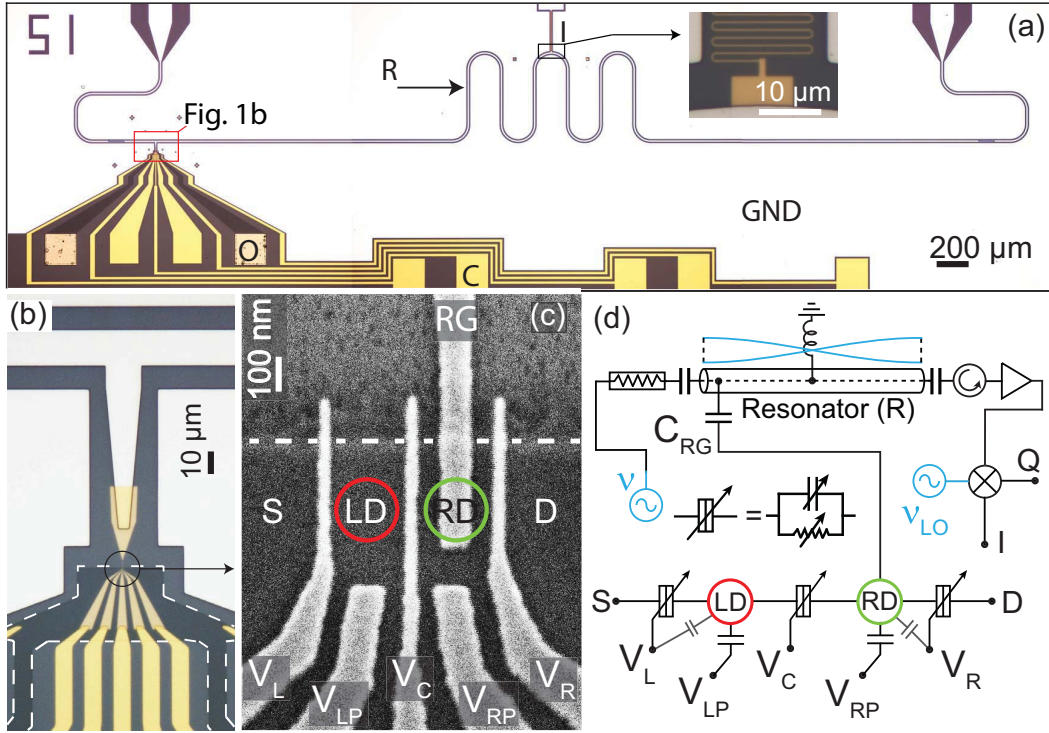 51
(a)
I
R
10 µm
Fig. 1b
GND
O
C
200 µm
(b)
10 µm
100 nm
RG
(c)
S
LD
RD
D
V_L
V_LP
V_C
V_RP
V_R
(d)
Resonator (R)
C_RG
ν
=
ν_LO
Q
I
S
LD
RD
D
V_L
V_LP
V_C
V_RP
V_R